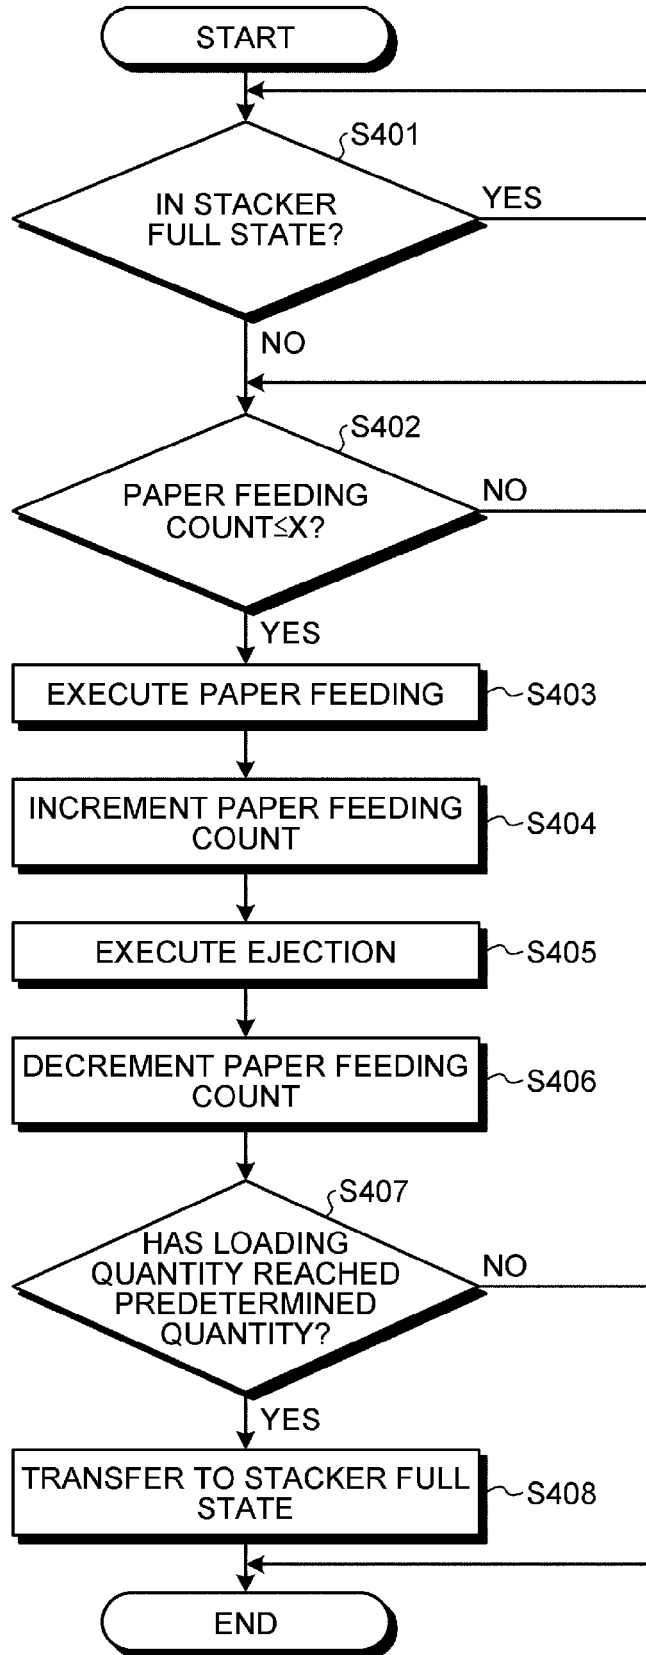 START
S401
IN STACKER
FULL STATE?
YES
NO
S402
PAPER FEEDING
COUNT≤X?
NO
YES
EXECUTE PAPER FEEDING
S403
INCREMENT PAPER FEEDING
COUNT
S404
EXECUTE EJECTION
S405
DECREMENT PAPER FEEDING
COUNT
S406
S407
HAS LOADING
QUANTITY REACHED
PREDETERMINED
QUANTITY?
NO
YES
TRANSFER TO STACKER FULL
STATE
S408
END